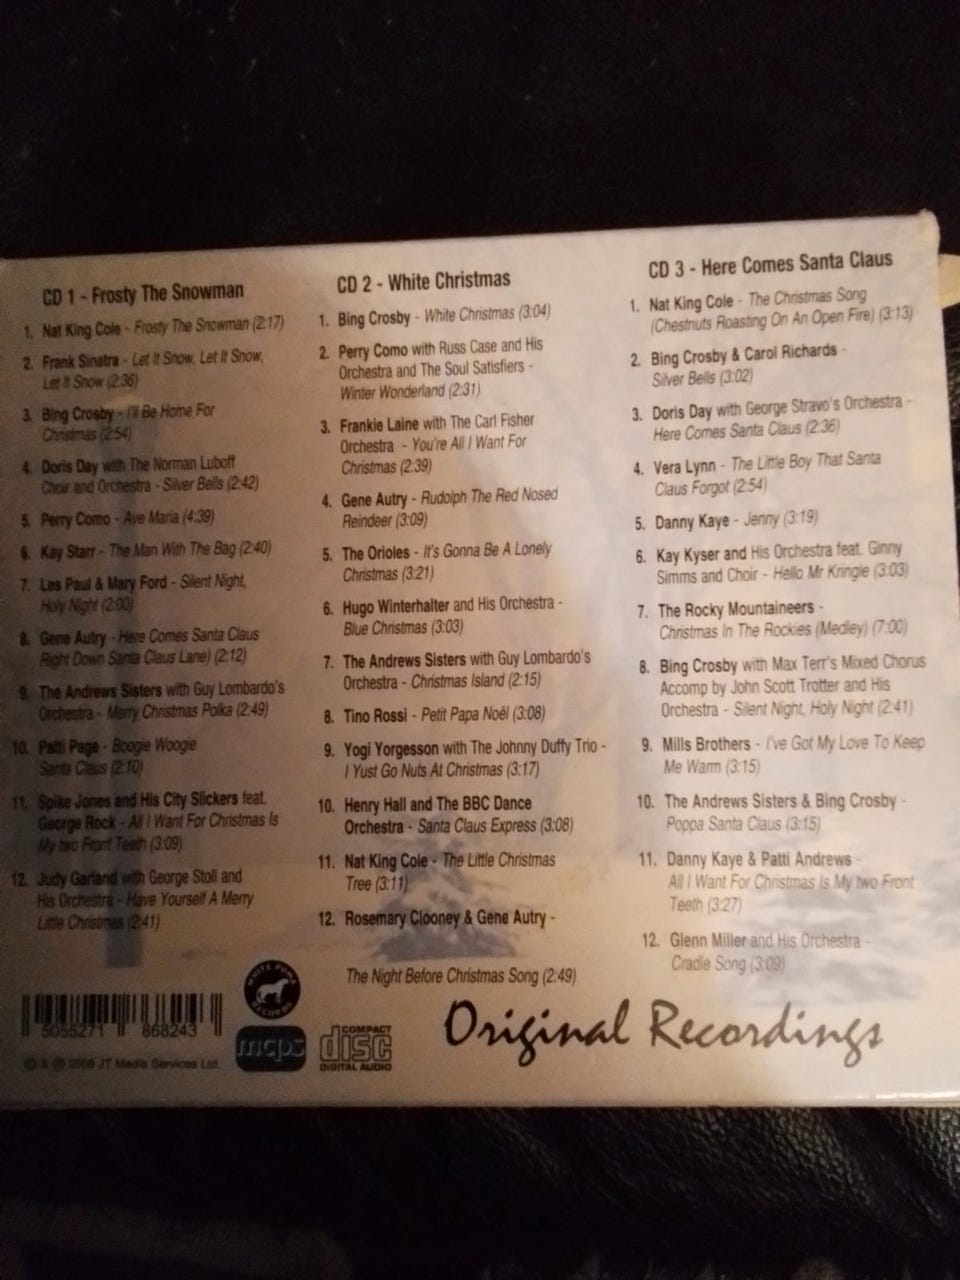 CD 1 - Frosty The Snowman
1. Nat King Cole - Frosty The Snowman (2:17)
2. Frank Sinatra - Let It Snow, Let It Snow,
Let It Snow (2:36)
3. Bing Crosby - I'll Be Home For
Christmas (2:54)
4. Doris Day with The Norman Luboff
Choir and Orchestra - Silver Bells (2:42)
5. Perry Como - Ave Maria (4:39)
6. Kay Starr - The Man With The Bag (2:40)
7. Les Paul & Mary Ford - Silent Night,
Holy Night (2:00)
8. Gene Autry - Here Comes Santa Claus
Right Down Santa Claus Lane) (2:12)
9. The Andrews Sisters with Guy Lombardo's
Orchestra - Merry Christmas Polka (2:49)
10. Patti Page - Boogie Woogie
Santa Claus (2:10)
11. Spike Jones and His City Slickers feat.
George Rock - All I Want For Christmas Is
My two Front Teeth (3:09)
12. Judy Garland with George Stoll and
His Orchestra - Have Yourself A Merry
Little Christmas (2:41)
CD 2 - White Christmas
1. Bing Crosby - White Christmas (3:04)
2. Perry Como with Russ Case and His
Orchestra and The Soul Satisfiers -
Winter Wonderland (2:31)
3. Frankie Laine with The Carl Fisher
Orchestra - You're All I Want For
Christmas (2:39)
4. Gene Autry - Rudolph The Red Nosed
Reindeer (3:09)
5. The Orioles - It's Gonna Be A Lonely
Christmas (3:21)
6. Hugo Winterhalter and His Orchestra -
Blue Christmas (3:03)
7. The Andrews Sisters with Guy Lombardo's
Orchestra - Christmas Island (2:15)
8. Tino Rossi - Petit Papa Noël (3:08)
9. Yogi Yorgesson with The Johnny Duffy Trio -
I Yust Go Nuts At Christmas (3:17)
10. Henry Hall and The BBC Dance
Orchestra - Santa Claus Express (3:08)
11. Nat King Cole - The Little Christmas
Tree (3:11)
12. Rosemary Clooney & Gene Autry -
The Night Before Christmas Song (2:49)
CD 3 - Here Comes Santa Claus
1. Nat King Cole - The Christmas Song
(Chestnuts Roasting On An Open Fire) (3:13)
2. Bing Crosby & Carol Richards -
Silver Bells (3:02)
3. Doris Day with George Stravo's Orchestra -
Here Comes Santa Claus (2:36)
4. Vera Lynn - The Little Boy That Santa
Claus Forgot (2:54)
5. Danny Kaye - Jenny (3:19)
6. Kay Kyser and His Orchestra feat. Ginny
Simms and Choir - Hello Mr Kringle (3:03)
7. The Rocky Mountaineers -
Christmas In The Rockies (Medley) (7:00)
8. Bing Crosby with Max Terr's Mixed Chorus
Accomp by John Scott Trotter and His
Orchestra - Silent Night, Holy Night (2:41)
9. Mills Brothers - I've Got My Love To Keep
Me Warm (3:15)
10. The Andrews Sisters & Bing Crosby -
Poppa Santa Claus (3:15)
11. Danny Kaye & Patti Andrews -
All I Want For Christmas Is My two Front
Teeth (3:27)
12. Glenn Miller and His Orchestra -
Cradle Song (3:09)
5055271 868243
WHITE PONY RECORDS
mcps
COMPACT
disc
DIGITAL AUDIO
Original Recordings
© & ℗ JT Media Services Ltd.